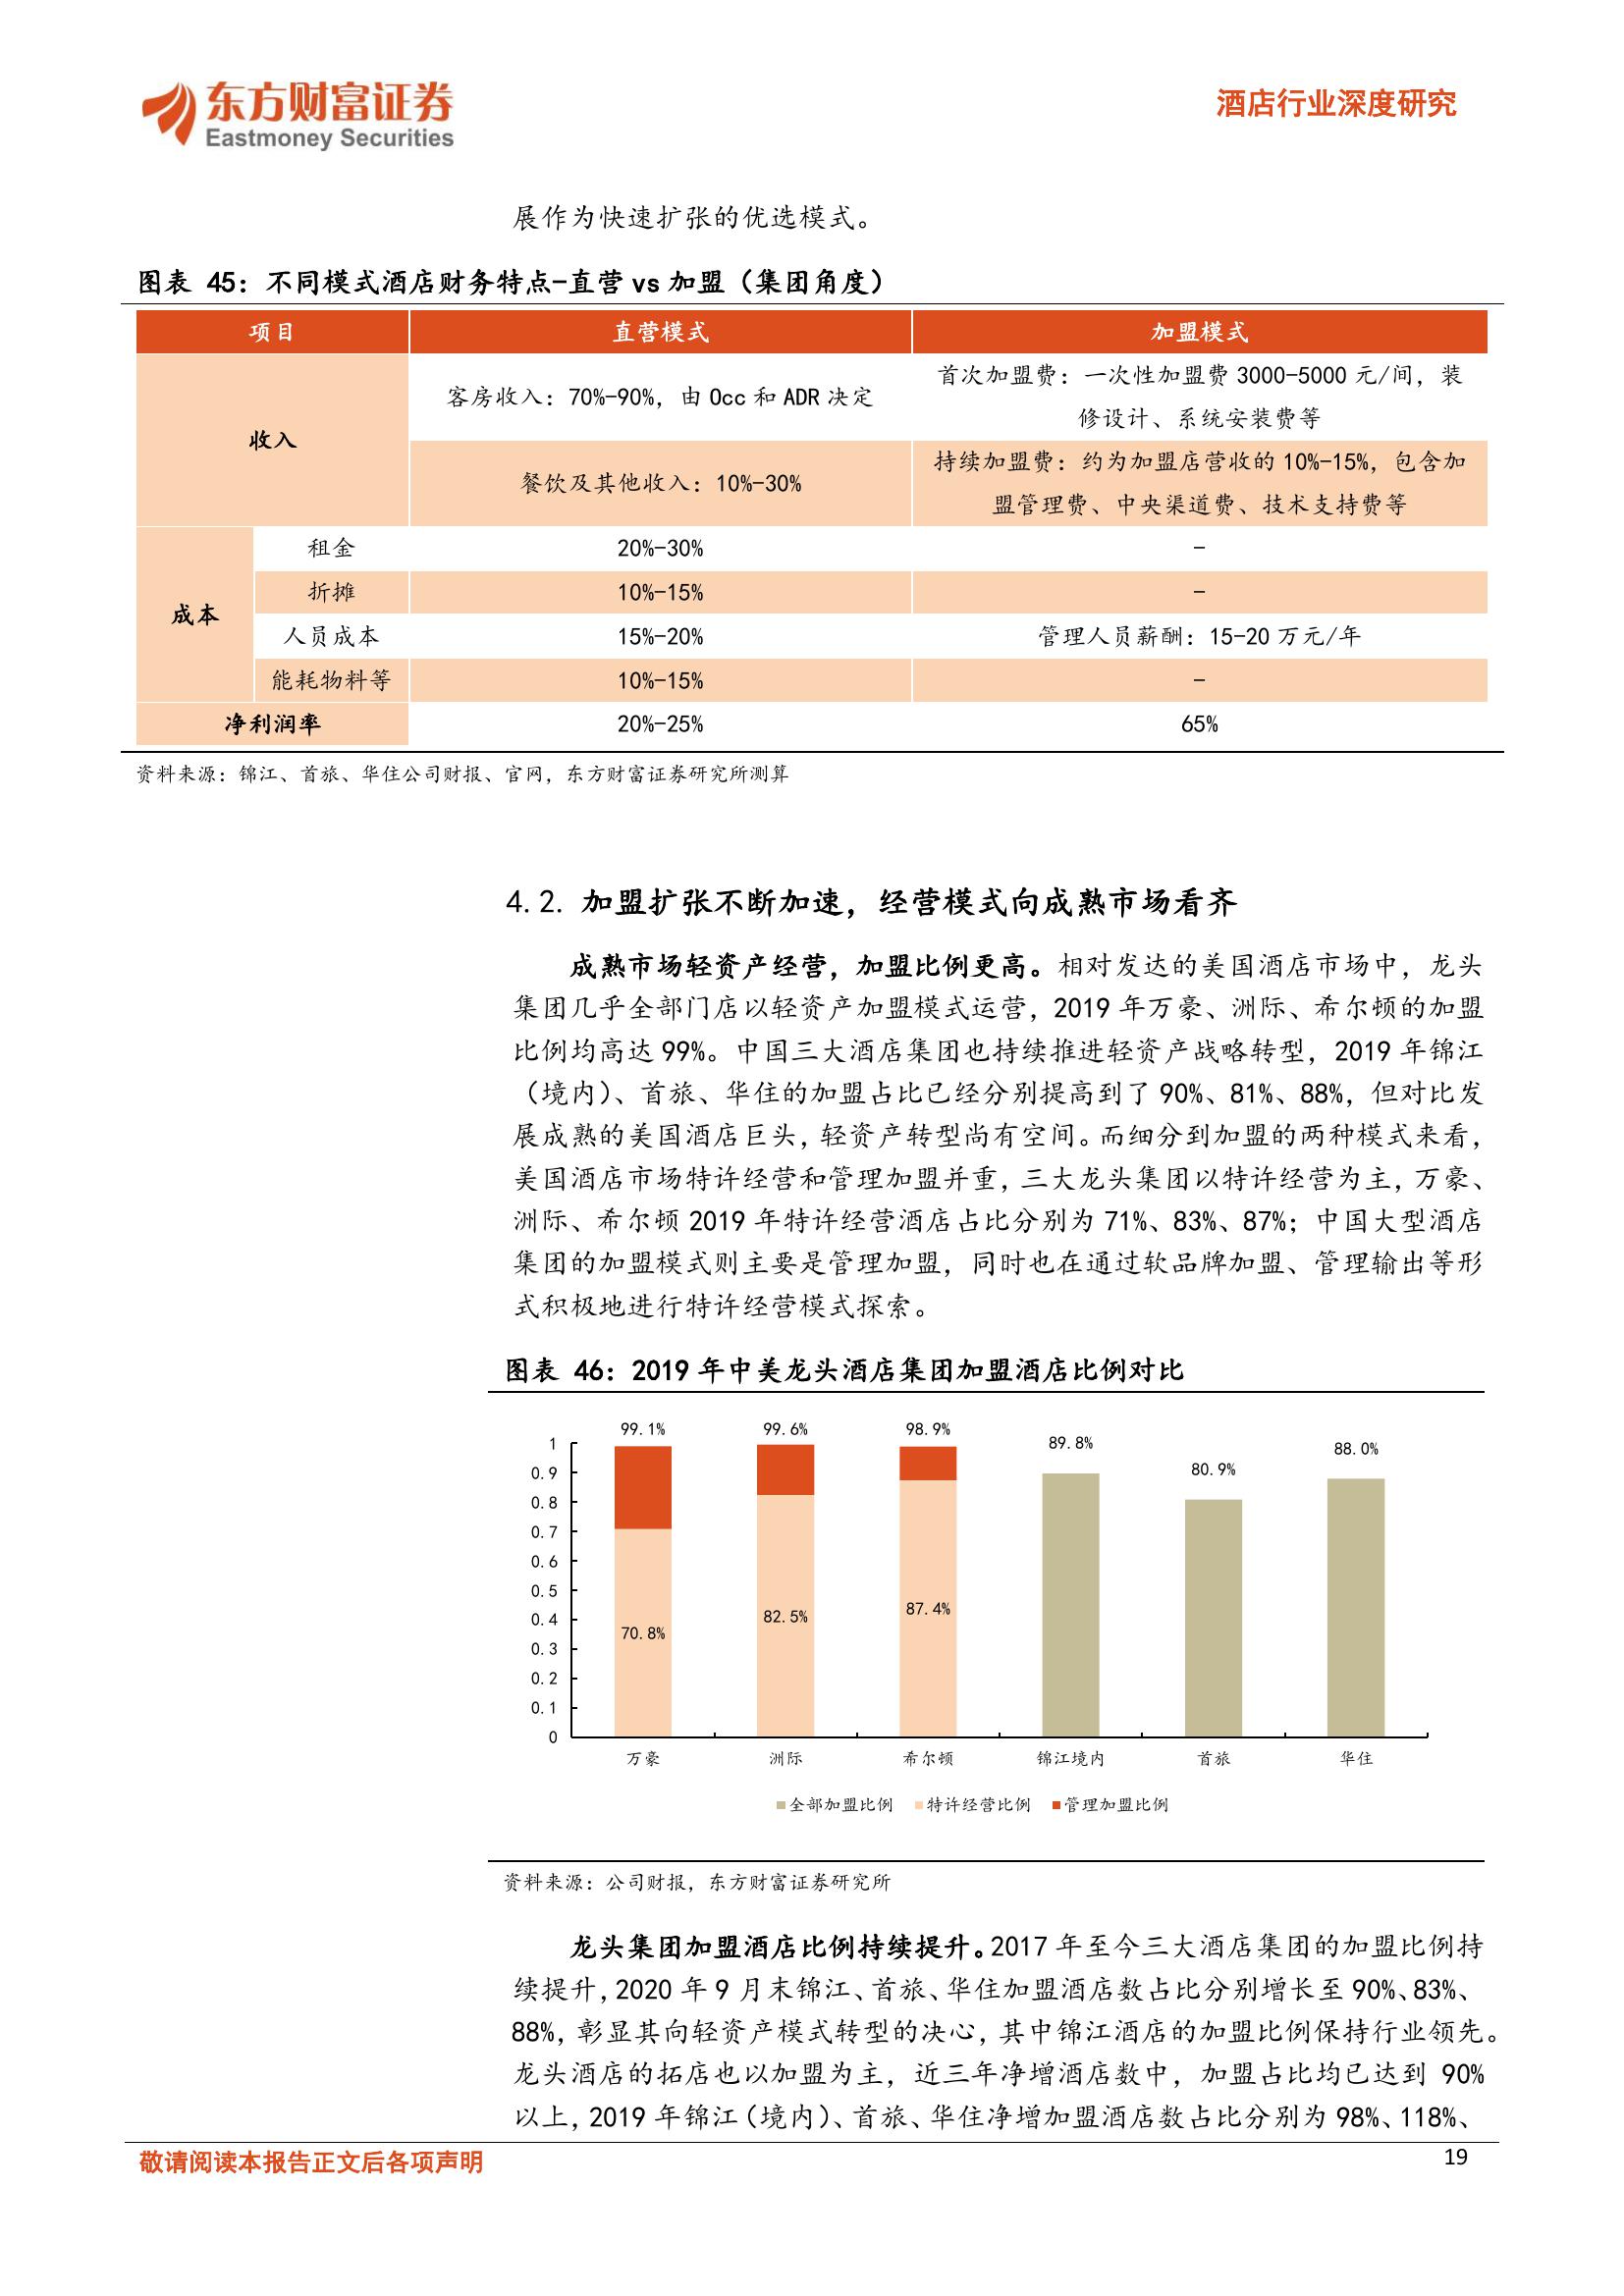 东方财富证券
Eastmoney Securities
酒店行业深度研究
展作为快速扩张的优选模式。
图表 45：不同模式酒店财务特点-直营 vs 加盟（集团角度）
项目 直营模式 加盟模式
收入 客房收入：70%-90%，由 Occ 和 ADR 决定 首次加盟费：一次性加盟费 3000-5000 元/间，装
修设计、系统安装费等
餐饮及其他收入：10%-30% 持续加盟费：约为加盟店营收的 10%-15%，包含加
盟管理费、中央渠道费、技术支持费等
成本 租金 20%-30% -
折摊 10%-15% -
人员成本 15%-20% 管理人员薪酬：15-20 万元/年
能耗物料等 10%-15% -
净利润率 20%-25% 65%
资料来源：锦江、首旅、华住公司财报、官网，东方财富证券研究所测算
4.2. 加盟扩张不断加速，经营模式向成熟市场看齐
成熟市场轻资产经营，加盟比例更高。相对发达的美国酒店市场中，龙头
集团几乎全部门店以轻资产加盟模式运营，2019 年万豪、洲际、希尔顿的加盟
比例均高达 99%。中国三大酒店集团也持续推进轻资产战略转型，2019 年锦江
（境内）、首旅、华住的加盟占比已经分别提高到了 90%、81%、88%，但对比发
展成熟的美国酒店巨头，轻资产转型尚有空间。而细分到加盟的两种模式来看，
美国酒店市场特许经营和管理加盟并重，三大龙头集团以特许经营为主，万豪、
洲际、希尔顿 2019 年特许经营酒店占比分别为 71%、83%、87%；中国大型酒店
集团的加盟模式则主要是管理加盟，同时也在通过软品牌加盟、管理输出等形
式积极地进行特许经营模式探索。
图表 46：2019 年中美龙头酒店集团加盟酒店比例对比
99.1% 99.6% 98.9% 89.8% 80.9% 88.0%
1
0.9
0.8
0.7
0.6
0.5
0.4
0.3
0.2
0.1
0
70.8% 82.5% 87.4%
万豪 洲际 希尔顿 锦江境内 首旅 华住
全部加盟比例 特许经营比例 管理加盟比例
资料来源：公司财报，东方财富证券研究所
龙头集团加盟酒店比例持续提升。2017 年至今三大酒店集团的加盟比例持
续提升，2020 年 9 月末锦江、首旅、华住加盟酒店数占比分别增长至 90%、83%、
88%，彰显其向轻资产模式转型的决心，其中锦江酒店的加盟比例保持行业领先。
龙头酒店的拓店也以加盟为主，近三年净增酒店数中，加盟占比均已达到 90%
以上，2019 年锦江（境内）、首旅、华住净增加盟酒店数占比分别为 98%、118%、
敬请阅读本报告正文后各项声明
19